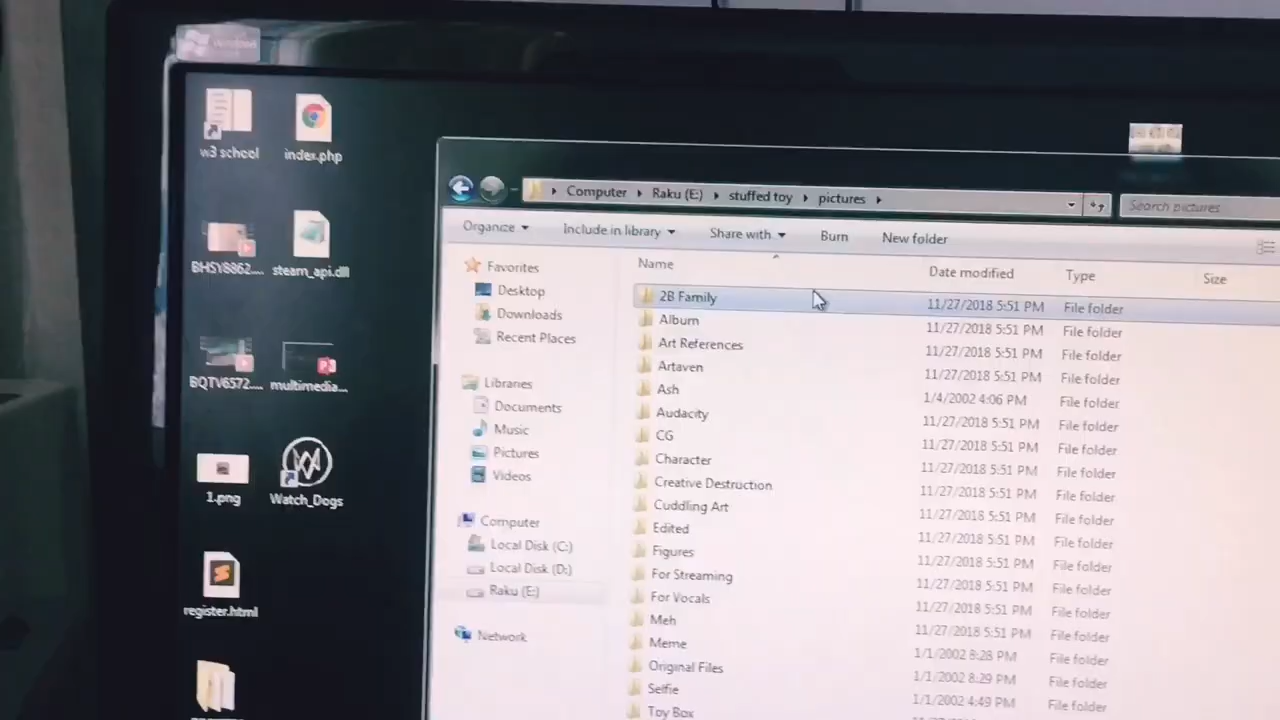 w3 school
index.php
BHSY8862....
steam_api.dll
BQTV6572....
multimedia...
1.png
Watch_Dogs
register.html
Computer
Raku (E:)
stuffed toy
pictures
Search pictures
Organize
Include in library
Share with
Burn
New folder
Favorites
Desktop
Downloads
Recent Places
Libraries
Documents
Music
Pictures
Videos
Computer
Local Disk (C:)
Local Disk (D:)
Raku (E:)
Network
Name Date modified Type Size
2B Family 11/27/2018 5:51 PM File folder
Album 11/27/2018 5:51 PM File folder
Art References 11/27/2018 5:51 PM File folder
Artaven 11/27/2018 5:51 PM File folder
Ash 1/4/2002 4:06 PM File folder
Audacity 11/27/2018 5:51 PM File folder
CG 11/27/2018 5:51 PM File folder
Character 11/27/2018 5:51 PM File folder
Creative Destruction 11/27/2018 5:51 PM File folder
Cuddling Art 11/27/2018 5:51 PM File folder
Edited 11/27/2018 5:51 PM File folder
Figures 11/27/2018 5:51 PM File folder
For Streaming 11/27/2018 5:51 PM File folder
For Vocals 11/27/2018 5:51 PM File folder
Meh 11/27/2018 5:51 PM File folder
Meme 1/1/2002 8:28 PM File folder
Original Files 1/1/2002 8:29 PM File folder
Selfie 1/1/2002 4:49 PM File folder
Toy Box